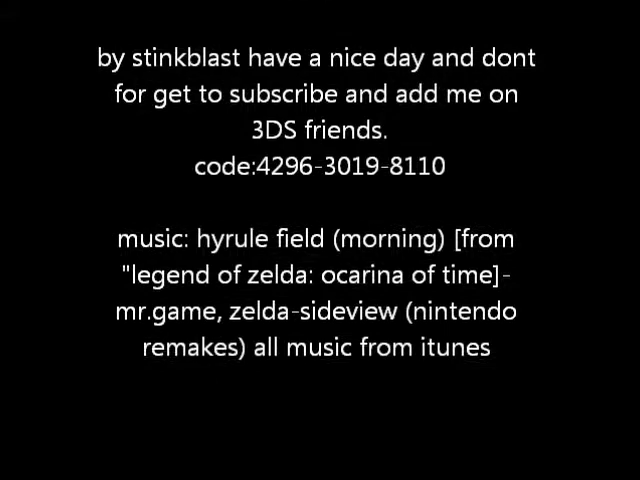 by stinkblast have a nice day and dont
for get to subscribe and add me on
3DS friends.
code:4296-3019-8110
music: hyrule field (morning) [from
"legend of zelda: ocarina of time]-
mr.game, zelda-sideview (nintendo
remakes) all music from itunes